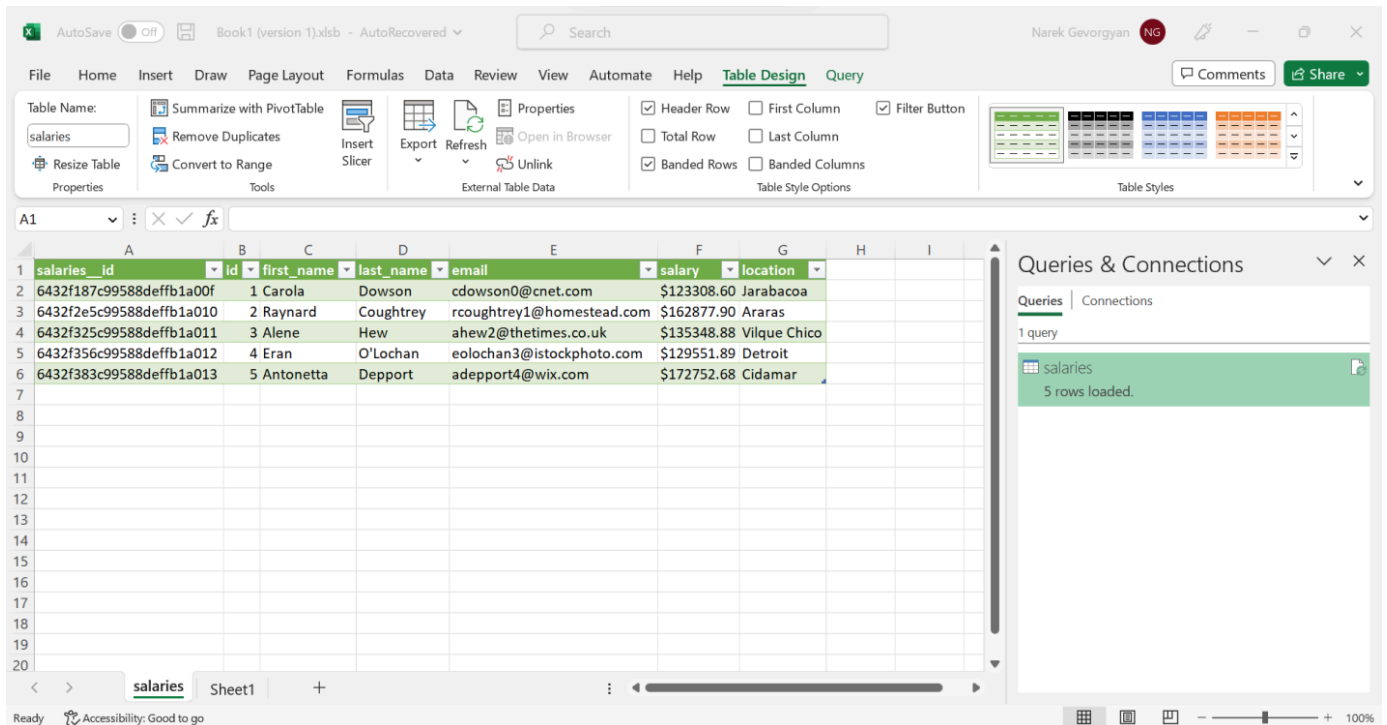 AutoSave Off Book1 (version 1).xlsb - AutoRecovered Search Narek Gevorgyan NG
File Home Insert Draw Page Layout Formulas Data Review View Automate Help Table Design Query Comments Share
Table Name:
salaries
Resize Table
Properties
Summarize with PivotTable
Remove Duplicates
Convert to Range
Tools
Insert
Slicer
Export
Refresh
Properties
Open in Browser
Unlink
External Table Data
Header Row First Column Filter Button
Total Row Last Column
Banded Rows Banded Columns
Table Style Options
Table Styles
A1 fx
A B C D E F G H I
1 salaries__id id first_name last_name email salary location
2 6432f187c99588deffb1a00f 1 Carola Dowson cdowson0@cnet.com $123308.60 Jarabacoa
3 6432f2e5c99588deffb1a010 2 Raynard Coughtrey rcoughtrey1@homestead.com $162877.90 Araras
4 6432f325c99588deffb1a011 3 Alene Hew ahew2@thetimes.co.uk $135348.88 Vilque Chico
5 6432f356c99588deffb1a012 4 Eran O'Lochan eolochan3@istockphoto.com $129551.89 Detroit
6 6432f383c99588deffb1a013 5 Antonetta Depport adepport4@wix.com $172752.68 Cidamar
7
8
9
10
11
12
13
14
15
16
17
18
19
20
Queries & Connections
Queries Connections
1 query
salaries
5 rows loaded.
salaries Sheet1
Ready Accessibility: Good to go 100%